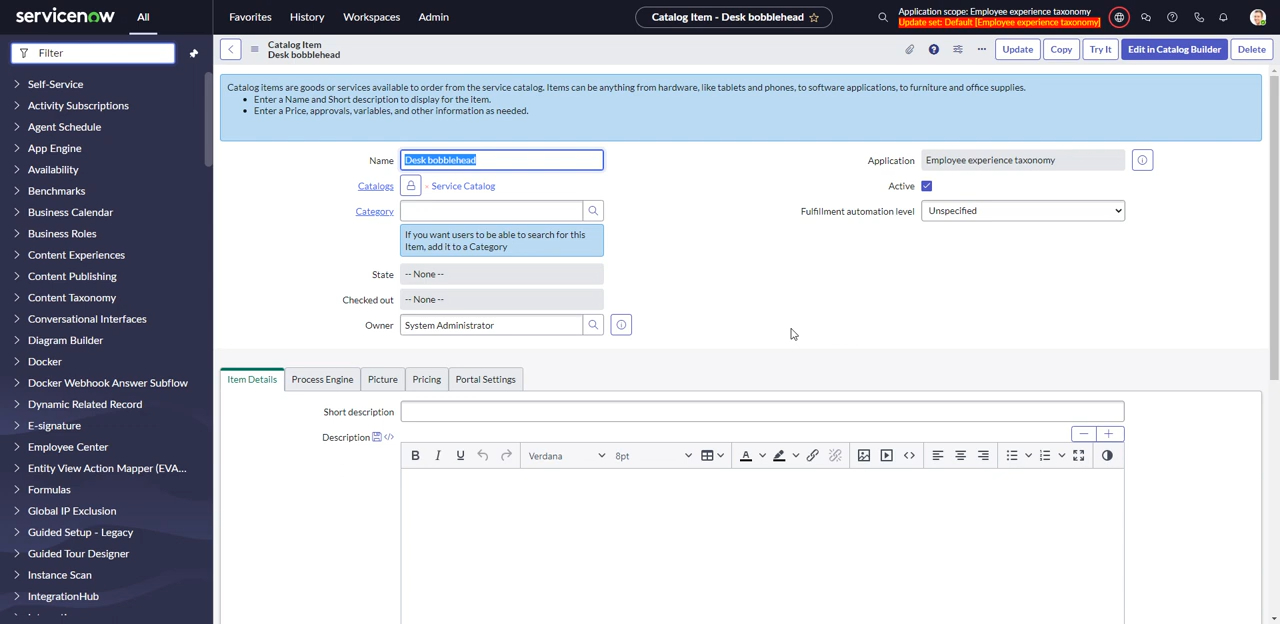 servicenow
All
Favorites
History
Workspaces
Admin
Catalog Item - Desk bobblehead
Application scope: Employee experience taxonomy
Update set: Default [Employee experience taxonomy]
Filter
Catalog Item
Desk bobblehead
Update
Copy
Try It
Edit in Catalog Builder
Delete
Self-Service
Activity Subscriptions
Agent Schedule
App Engine
Availability
Benchmarks
Business Calendar
Business Roles
Content Experiences
Content Publishing
Content Taxonomy
Conversational Interfaces
Diagram Builder
Docker
Docker Webhook Answer Subflow
Dynamic Related Record
E-signature
Employee Center
Entity View Action Mapper (EVA...
Formulas
Global IP Exclusion
Guided Setup - Legacy
Guided Tour Designer
Instance Scan
IntegrationHub
Catalog items are goods or services available to order from the service catalog. Items can be anything from hardware, like tablets and phones, to software applications, to furniture and office supplies.
• Enter a Name and Short description to display for the item.
• Enter a Price, approvals, variables, and other information as needed.
Name
Desk bobblehead
Catalogs
Service Catalog
Category
If you want users to be able to search for this
Item, add it to a Category
State
-- None --
Checked out
-- None --
Owner
System Administrator
Application
Employee experience taxonomy
Active
Fulfillment automation level
Unspecified
Item Details
Process Engine
Picture
Pricing
Portal Settings
Short description
Description
B I U
Verdana
8pt
A